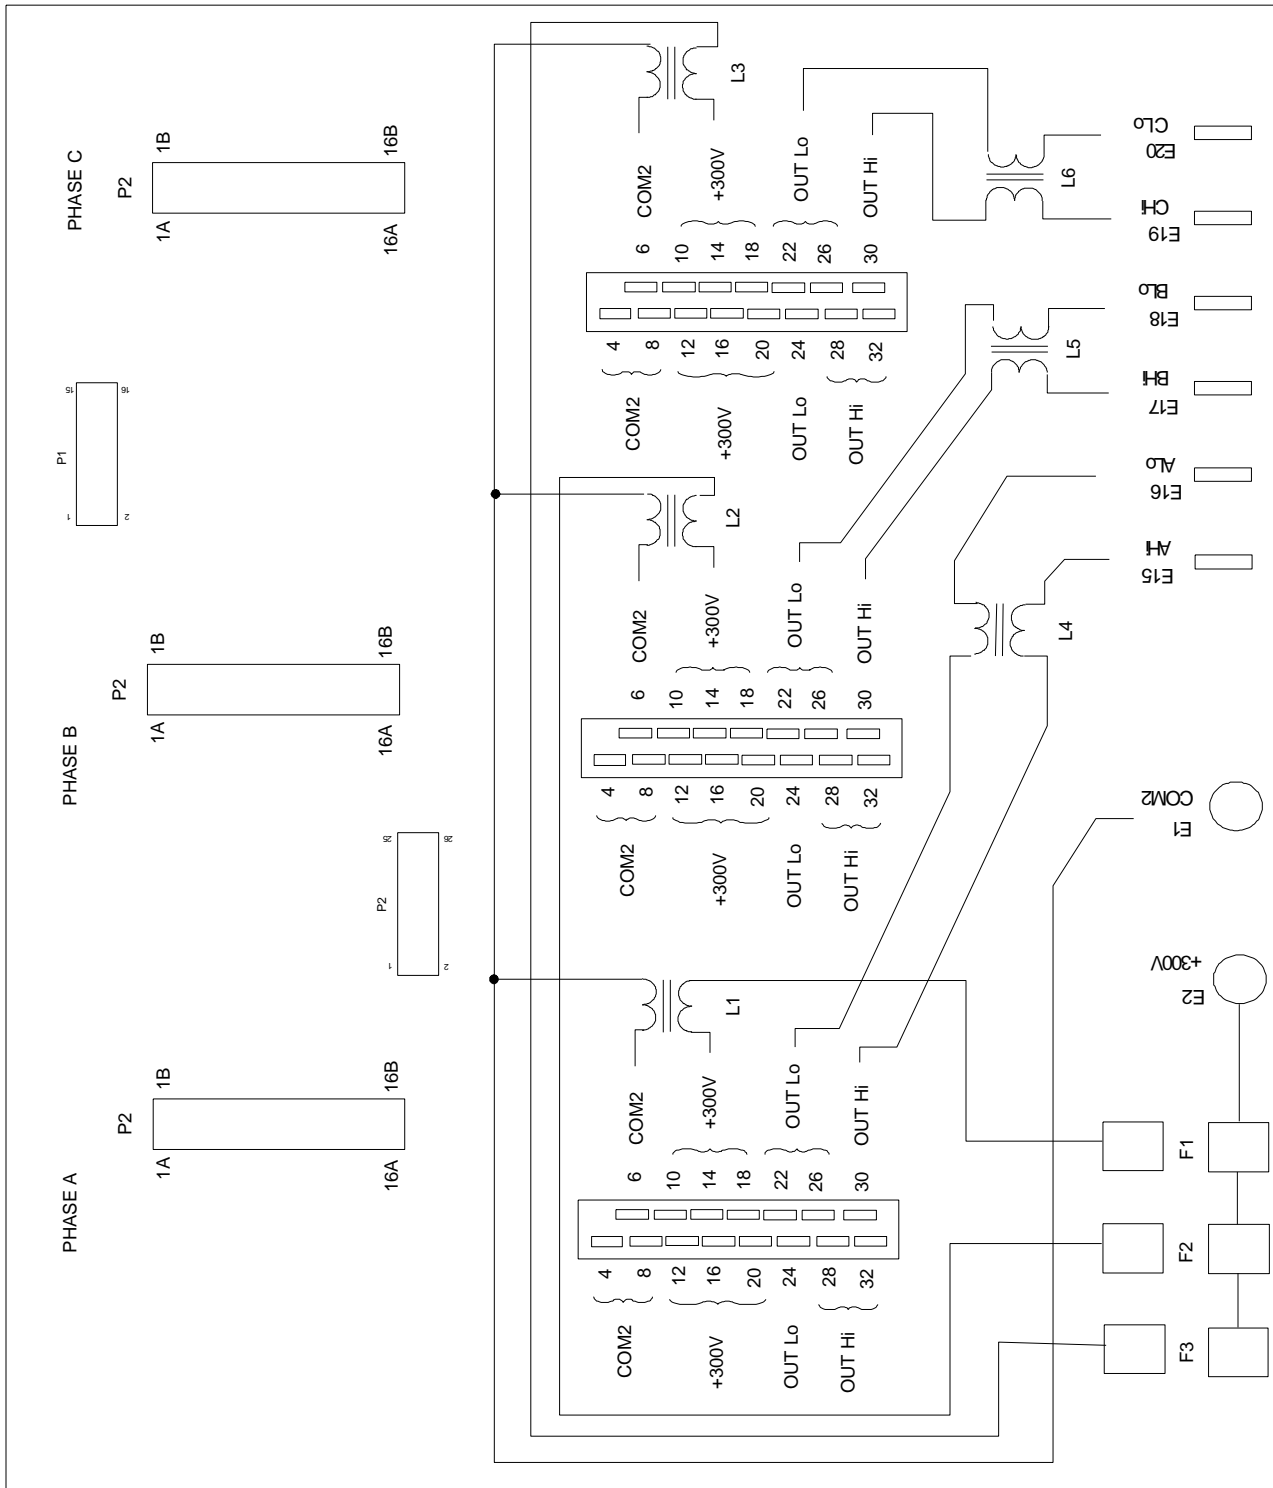 PHASE C
P2
1B
16B
1A
16A
P1
15
16
1
2
PHASE B
P2
1B
16B
1A
16A
P2
25
26
1
2
PHASE A
P2
1B
16B
1A
16A
L3
COM2
+300V
OUT Lo
OUT Hi
6
10
14
18
22
26
30
4
8
12
16
20
24
28
32
COM2
+300V
OUT Lo
OUT Hi
L2
COM2
+300V
OUT Lo
OUT Hi
6
10
14
18
22
26
30
4
8
12
16
20
24
28
32
COM2
+300V
OUT Lo
OUT Hi
L1
COM2
+300V
OUT Lo
OUT Hi
6
10
14
18
22
26
30
4
8
12
16
20
24
28
32
COM2
+300V
OUT Lo
OUT Hi
L6
L5
L4
CLo
E20
CHi
E19
BLo
E18
BHi
E17
ALo
E16
AHi
E15
COM2
E1
+300V
E2
F1
F2
F3